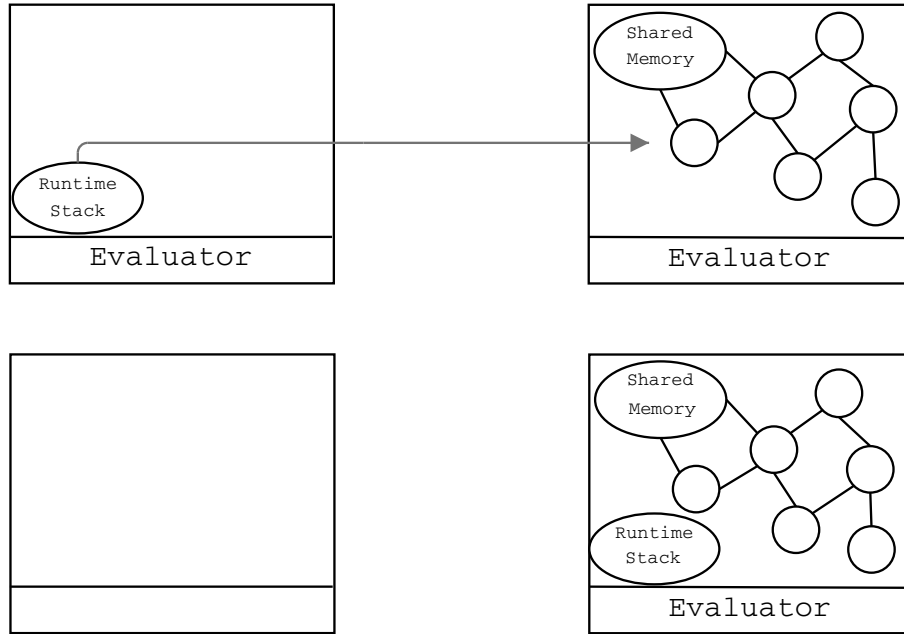 Shared
Memory
Runtime
Stack
Evaluator
Evaluator
Shared
Memory
Runtime
Stack
Evaluator